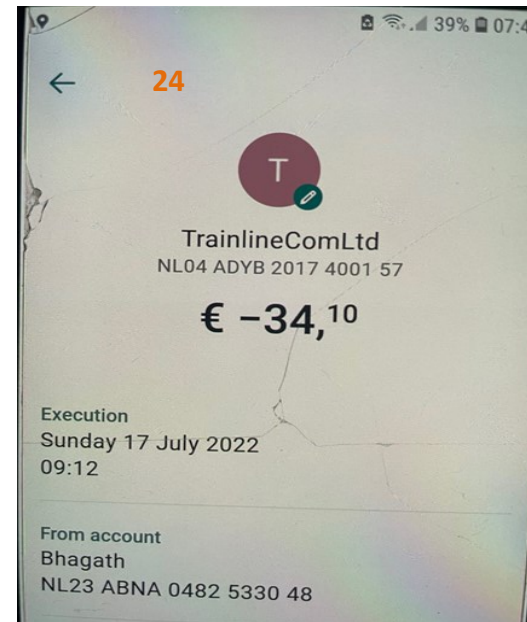 39% 07:4
24
T
TrainlineComLtd
NL04 ADYB 2017 4001 57
€ −34,10
Execution
Sunday 17 July 2022
09:12
From account
Bhagath
NL23 ABNA 0482 5330 48